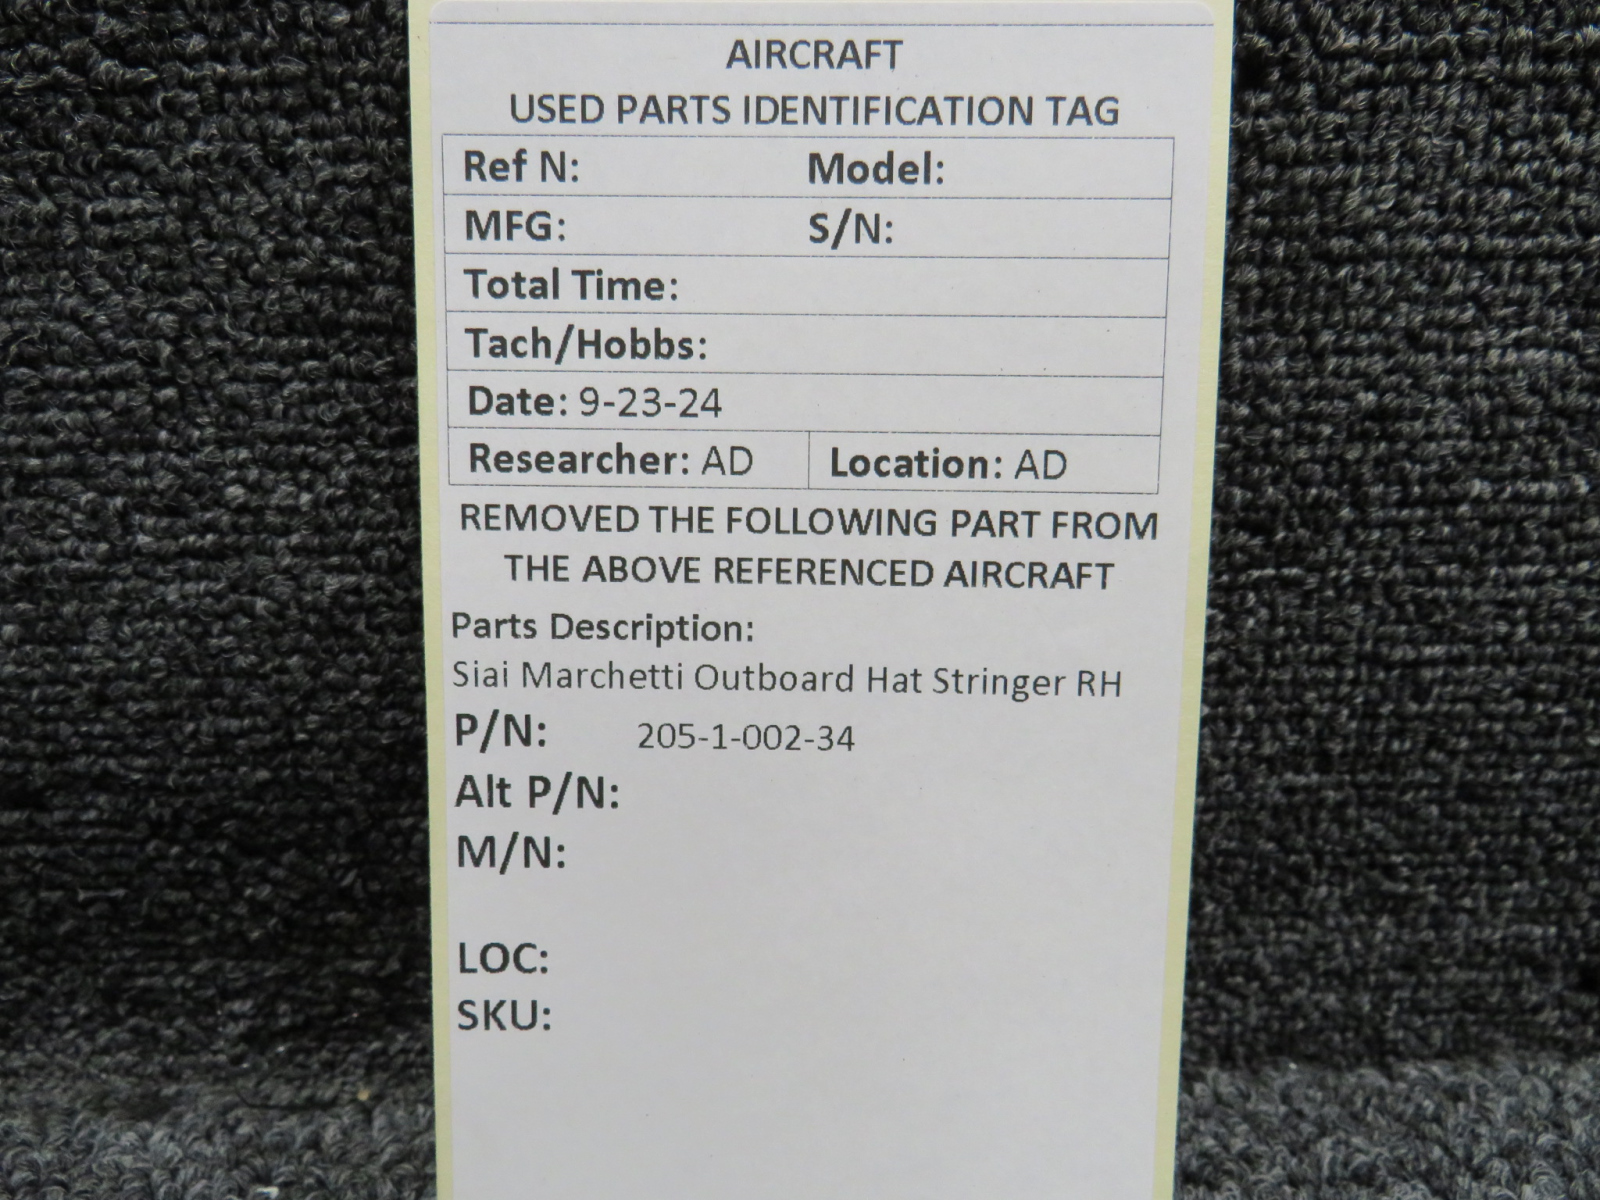 AIRCRAFT
USED PARTS IDENTIFICATION TAG
Ref N: Model:
MFG: S/N:
Total Time:
Tach/Hobbs:
Date: 9-23-24
Researcher: AD Location: AD
REMOVED THE FOLLOWING PART FROM
THE ABOVE REFERENCED AIRCRAFT
Parts Description:
Siai Marchetti Outboard Hat Stringer RH
P/N: 205-1-002-34
Alt P/N:
M/N:
LOC:
SKU: